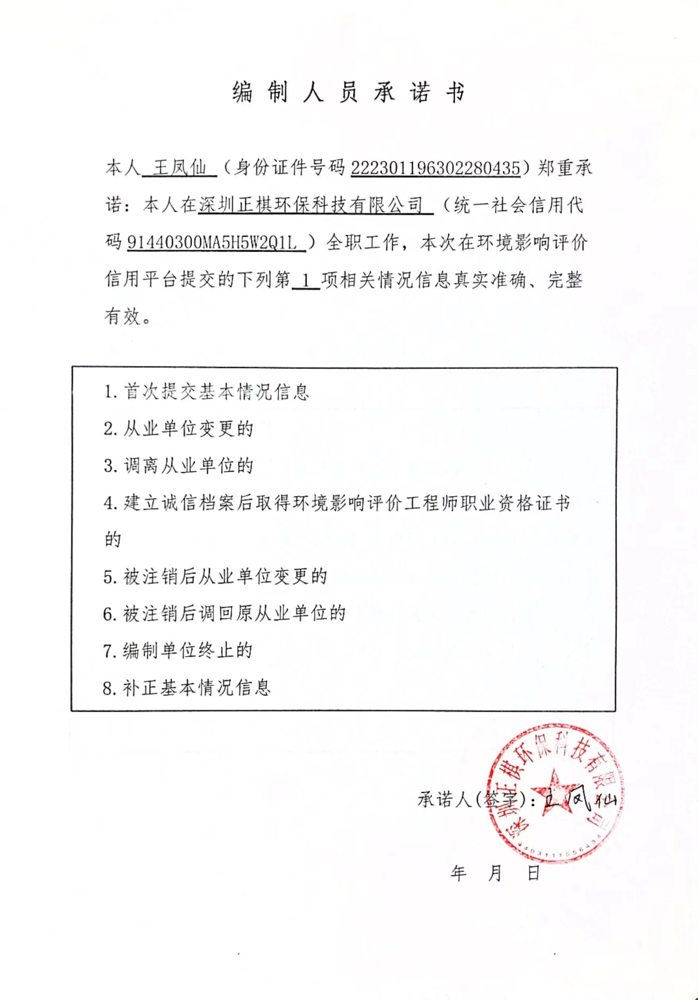 编制人员承诺书
本人 王凤仙 （身份证件号码 222301196302280435）郑重承
诺：本人在深圳正棋环保科技有限公司 （统一社会信用代
码 91440300MA5H5W2Q1L ）全职工作，本次在环境影响评价
信用平台提交的下列第 1 项相关情况信息真实准确、完整
有效。
1.首次提交基本情况信息
2.从业单位变更的
3.调离从业单位的
4.建立诚信档案后取得环境影响评价工程师职业资格证书
的
5.被注销后从业单位变更的
6.被注销后调回原从业单位的
7.编制单位终止的
8.补正基本情况信息
深圳正棋环保科技有限公司
承诺人(签字)：王凤仙
4403111556434
年 月 日